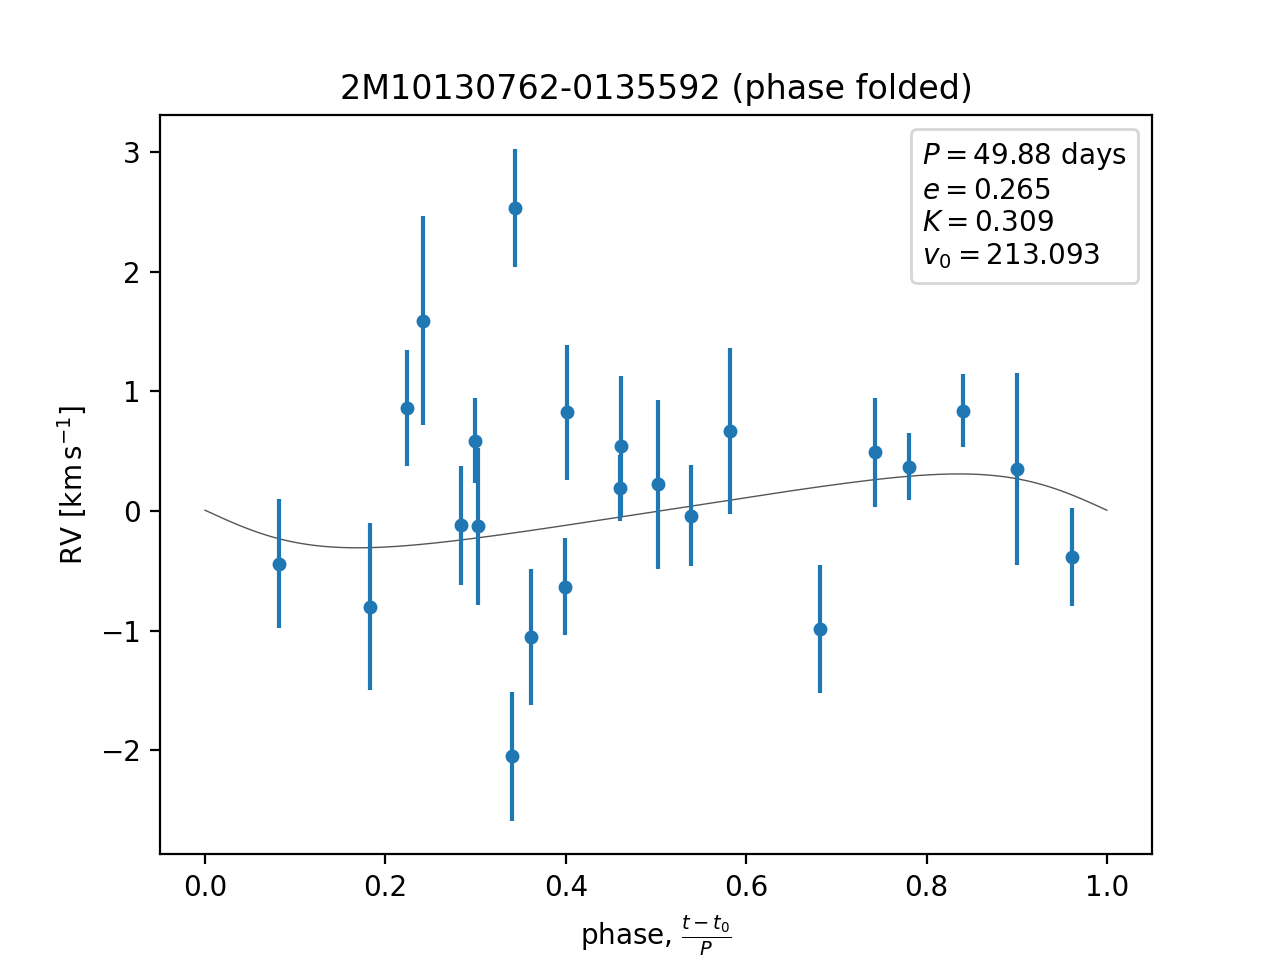 2M10130762-0135592 (phase folded)
P = 49.88 days
e = 0.265
K = 0.309
v₀ = 213.093
3
2
1
0
−1
−2
RV [km s⁻¹]
0.0 0.2 0.4 0.6 0.8 1.0
phase, (t − t₀)/P